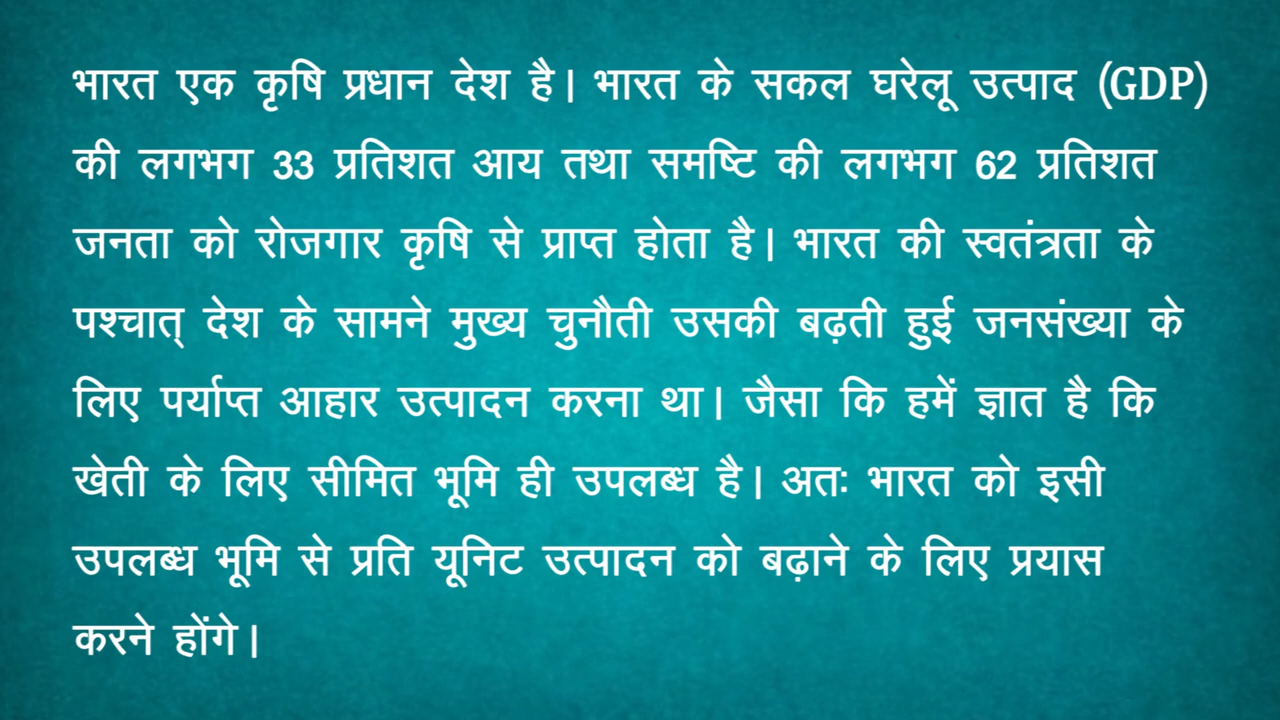 भारत एक कृषि प्रधान देश है। भारत के सकल घरेलू उत्पाद (GDP)
की लगभग 33 प्रतिशत आय तथा समष्टि की लगभग 62 प्रतिशत
जनता को रोजगार कृषि से प्राप्त होता है। भारत की स्वतंत्रता के
पश्चात् देश के सामने मुख्य चुनौती उसकी बढ़ती हुई जनसंख्या के
लिए पर्याप्त आहार उत्पादन करना था। जैसा कि हमें ज्ञात है कि
खेती के लिए सीमित भूमि ही उपलब्ध है। अतः भारत को इसी
उपलब्ध भूमि से प्रति यूनिट उत्पादन को बढ़ाने के लिए प्रयास
करने होंगे।